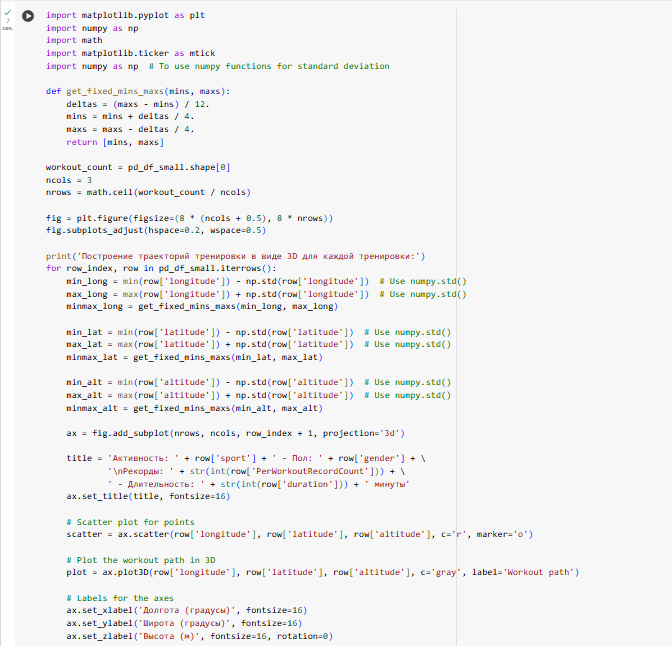 import matplotlib.pyplot as plt
import numpy as np
import math
import matplotlib.ticker as mtick
import numpy as np  # To use numpy functions for standard deviation
def get_fixed_mins_maxs(mins, maxs):
    deltas = (maxs - mins) / 12.
    mins = mins + deltas / 4.
    maxs = maxs - deltas / 4.
    return [mins, maxs]
workout_count = pd_df_small.shape[0]
ncols = 3
nrows = math.ceil(workout_count / ncols)
fig = plt.figure(figsize=(8 * (ncols + 0.5), 8 * nrows))
fig.subplots_adjust(hspace=0.2, wspace=0.5)
print('Построение траекторий тренировки в виде 3D для каждой тренировки:')
for row_index, row in pd_df_small.iterrows():
    min_long = min(row['longitude']) - np.std(row['longitude'])  # Use numpy.std()
    max_long = max(row['longitude']) + np.std(row['longitude'])  # Use numpy.std()
    minmax_long = get_fixed_mins_maxs(min_long, max_long)
    min_lat = min(row['latitude']) - np.std(row['latitude'])  # Use numpy.std()
    max_lat = max(row['latitude']) + np.std(row['latitude'])  # Use numpy.std()
    minmax_lat = get_fixed_mins_maxs(min_lat, max_lat)
    min_alt = min(row['altitude']) - np.std(row['altitude'])  # Use numpy.std()
    max_alt = max(row['altitude']) + np.std(row['altitude'])  # Use numpy.std()
    minmax_alt = get_fixed_mins_maxs(min_alt, max_alt)
    ax = fig.add_subplot(nrows, ncols, row_index + 1, projection='3d')
    title = 'Активность: ' + row['sport'] + ' - Пол: ' + row['gender'] + \
            '\nРекорды: ' + str(int(row['PerWorkoutRecordCount'])) + \
            ' - Длительность: ' + str(int(row['duration'])) + ' минуты'
    ax.set_title(title, fontsize=16)
    # Scatter plot for points
    scatter = ax.scatter(row['longitude'], row['latitude'], row['altitude'], c='r', marker='o')
    # Plot the workout path in 3D
    plot = ax.plot3D(row['longitude'], row['latitude'], row['altitude'], c='gray', label='Workout path')
    # Labels for the axes
    ax.set_xlabel('Долгота (градусы)', fontsize=16)
    ax.set_ylabel('Широта (градусы)', fontsize=16)
    ax.set_zlabel('Высота (м)', fontsize=16, rotation=0)